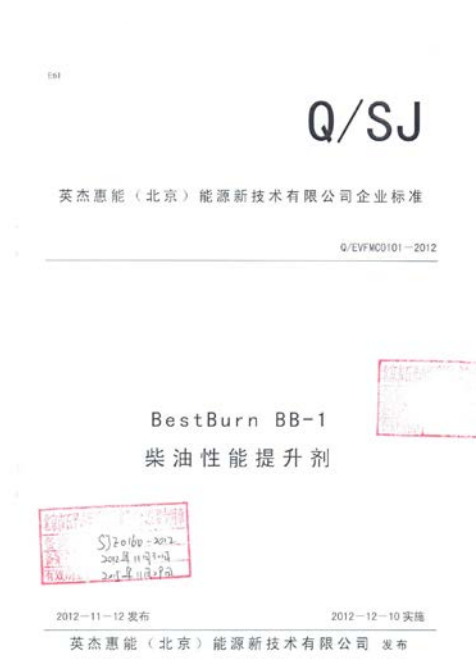 Q/SJ
英杰惠能（北京）能源新技术有限公司企业标准
Q/EVFMC0101—2012
BestBurn BB-1
柴油性能提升剂
2012—11—12 发布
2012—12—10 实施
英杰惠能（北京）能源新技术有限公司 发布